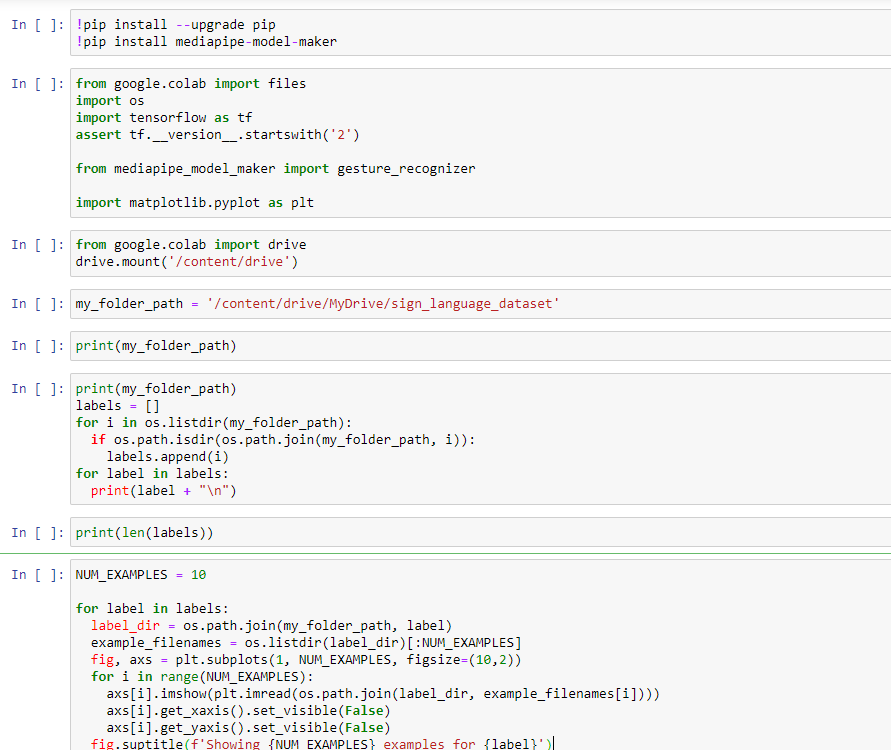 In [ ]: !pip install --upgrade pip
!pip install mediapipe-model-maker
In [ ]: from google.colab import files
import os
import tensorflow as tf
assert tf.__version__.startswith('2')
from mediapipe_model_maker import gesture_recognizer
import matplotlib.pyplot as plt
In [ ]: from google.colab import drive
drive.mount('/content/drive')
In [ ]: my_folder_path = '/content/drive/MyDrive/sign_language_dataset'
In [ ]: print(my_folder_path)
In [ ]: print(my_folder_path)
labels = []
for i in os.listdir(my_folder_path):
  if os.path.isdir(os.path.join(my_folder_path, i)):
    labels.append(i)
for label in labels:
  print(label + "\n")
In [ ]: print(len(labels))
In [ ]: NUM_EXAMPLES = 10
for label in labels:
  label_dir = os.path.join(my_folder_path, label)
  example_filenames = os.listdir(label_dir)[:NUM_EXAMPLES]
  fig, axs = plt.subplots(1, NUM_EXAMPLES, figsize=(10,2))
  for i in range(NUM_EXAMPLES):
    axs[i].imshow(plt.imread(os.path.join(label_dir, example_filenames[i])))
    axs[i].get_xaxis().set_visible(False)
    axs[i].get_yaxis().set_visible(False)
  fig.suptitle(f'Showing {NUM_EXAMPLES} examples for {label}')